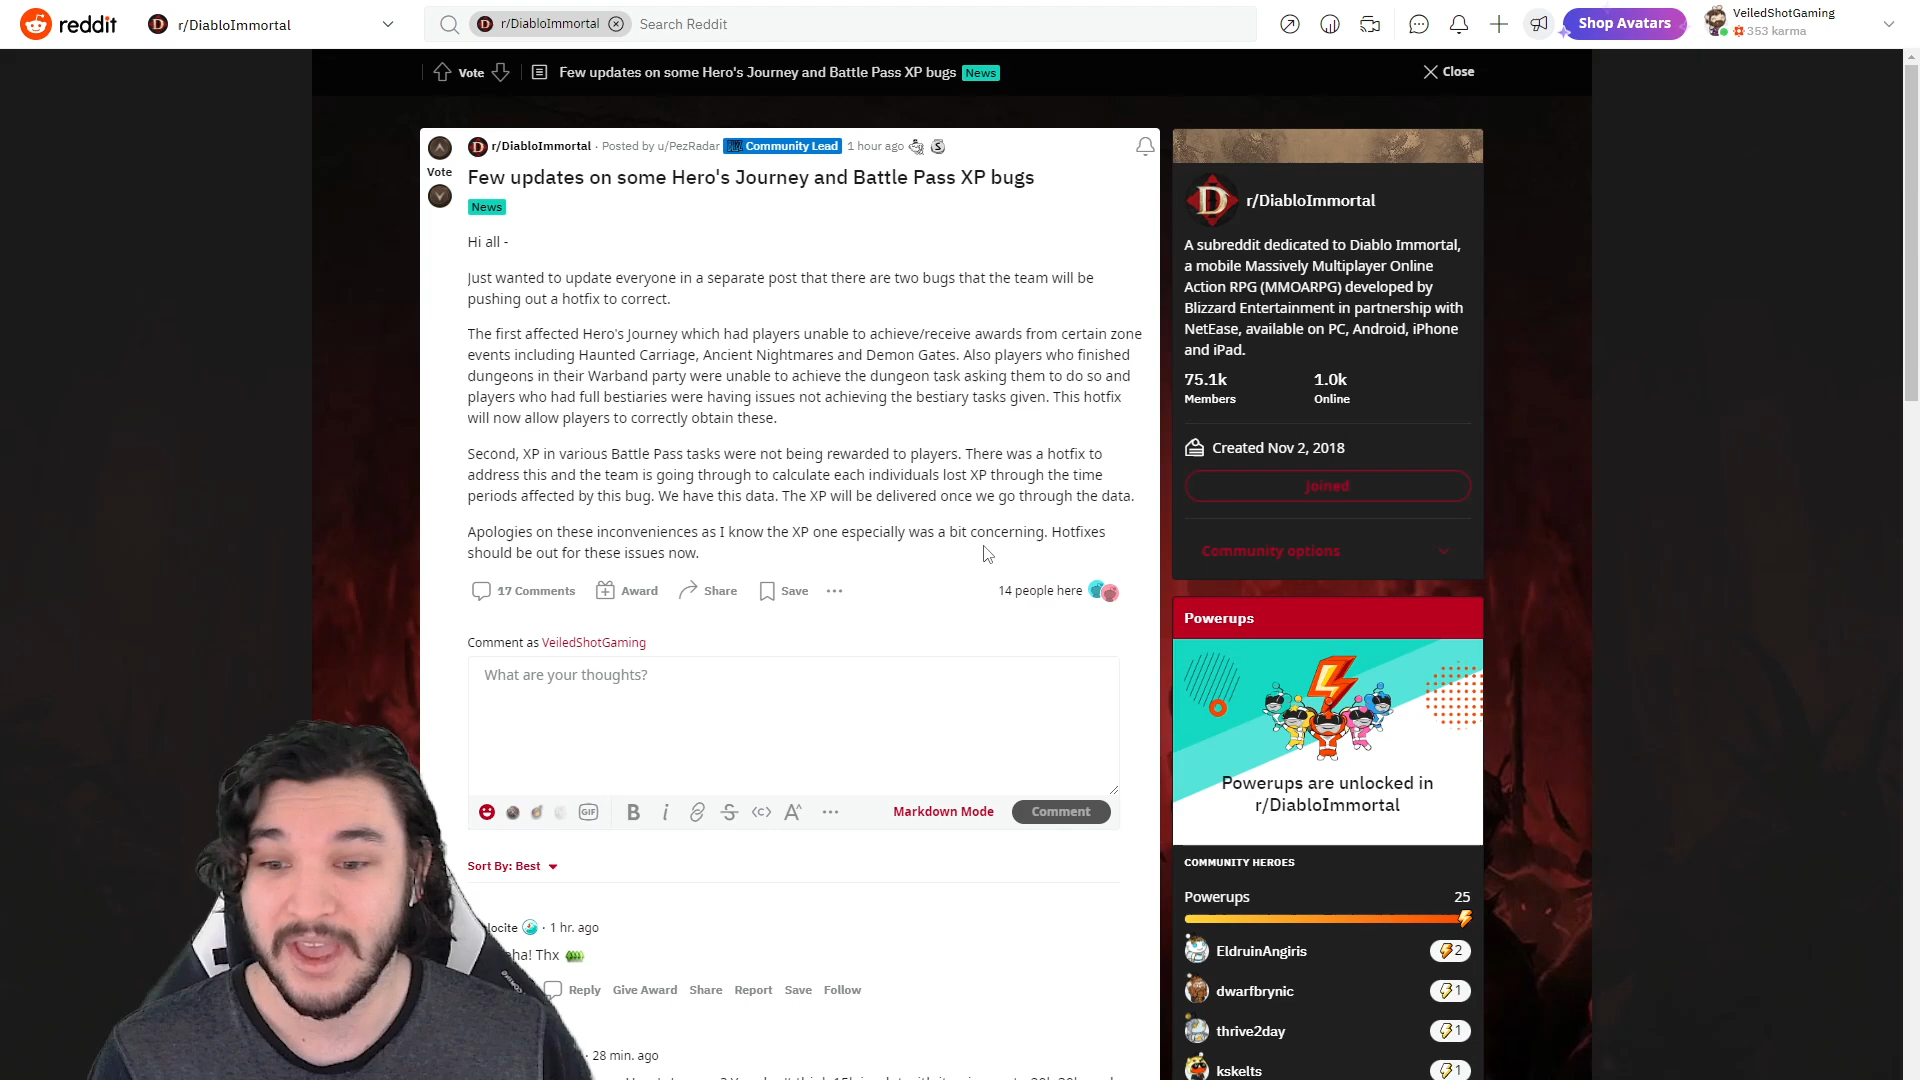 reddit
r/DiabloImmortal
r/DiabloImmortal
Search Reddit
Shop Avatars
VeiledShotGaming
353 karma
Vote
Few updates on some Hero's Journey and Battle Pass XP bugs
News
Close
r/DiabloImmortal · Posted by u/PezRadar Community Lead 1 hour ago
Vote
Few updates on some Hero's Journey and Battle Pass XP bugs
News
Hi all -
Just wanted to update everyone in a separate post that there are two bugs that the team will be
pushing out a hotfix to correct.
The first affected Hero's Journey which had players unable to achieve/receive awards from certain zone
events including Haunted Carriage, Ancient Nightmares and Demon Gates. Also players who finished
dungeons in their Warband party were unable to achieve the dungeon task asking them to do so and
players who had full bestiaries were having issues not achieving the bestiary tasks given. This hotfix
will now allow players to correctly obtain these.
Second, XP in various Battle Pass tasks were not being rewarded to players. There was a hotfix to
address this and the team is going through to calculate each individuals lost XP through the time
periods affected by this bug. We have this data. The XP will be delivered once we go through the data.
Apologies on these inconveniences as I know the XP one especially was a bit concerning. Hotfixes
should be out for these issues now.
17 Comments
Award
Share
Save
14 people here
Comment as VeiledShotGaming
What are your thoughts?
GIF
B
i
Markdown Mode
Comment
Sort By: Best
· 1 hr. ago
Thx
Reply
Give Award
Share
Report
Save
Follow
· 28 min. ago
r/DiabloImmortal
A subreddit dedicated to Diablo Immortal,
a mobile Massively Multiplayer Online
Action RPG (MMOARPG) developed by
Blizzard Entertainment in partnership with
NetEase, available on PC, Android, iPhone
and iPad.
75.1k
1.0k
Members
Online
Created Nov 2, 2018
Joined
Community options
Powerups
Powerups are unlocked in
r/DiabloImmortal
COMMUNITY HEROES
Powerups
25
EldruinAngiris
2
dwarfbrynic
1
thrive2day
1
kskelts
1